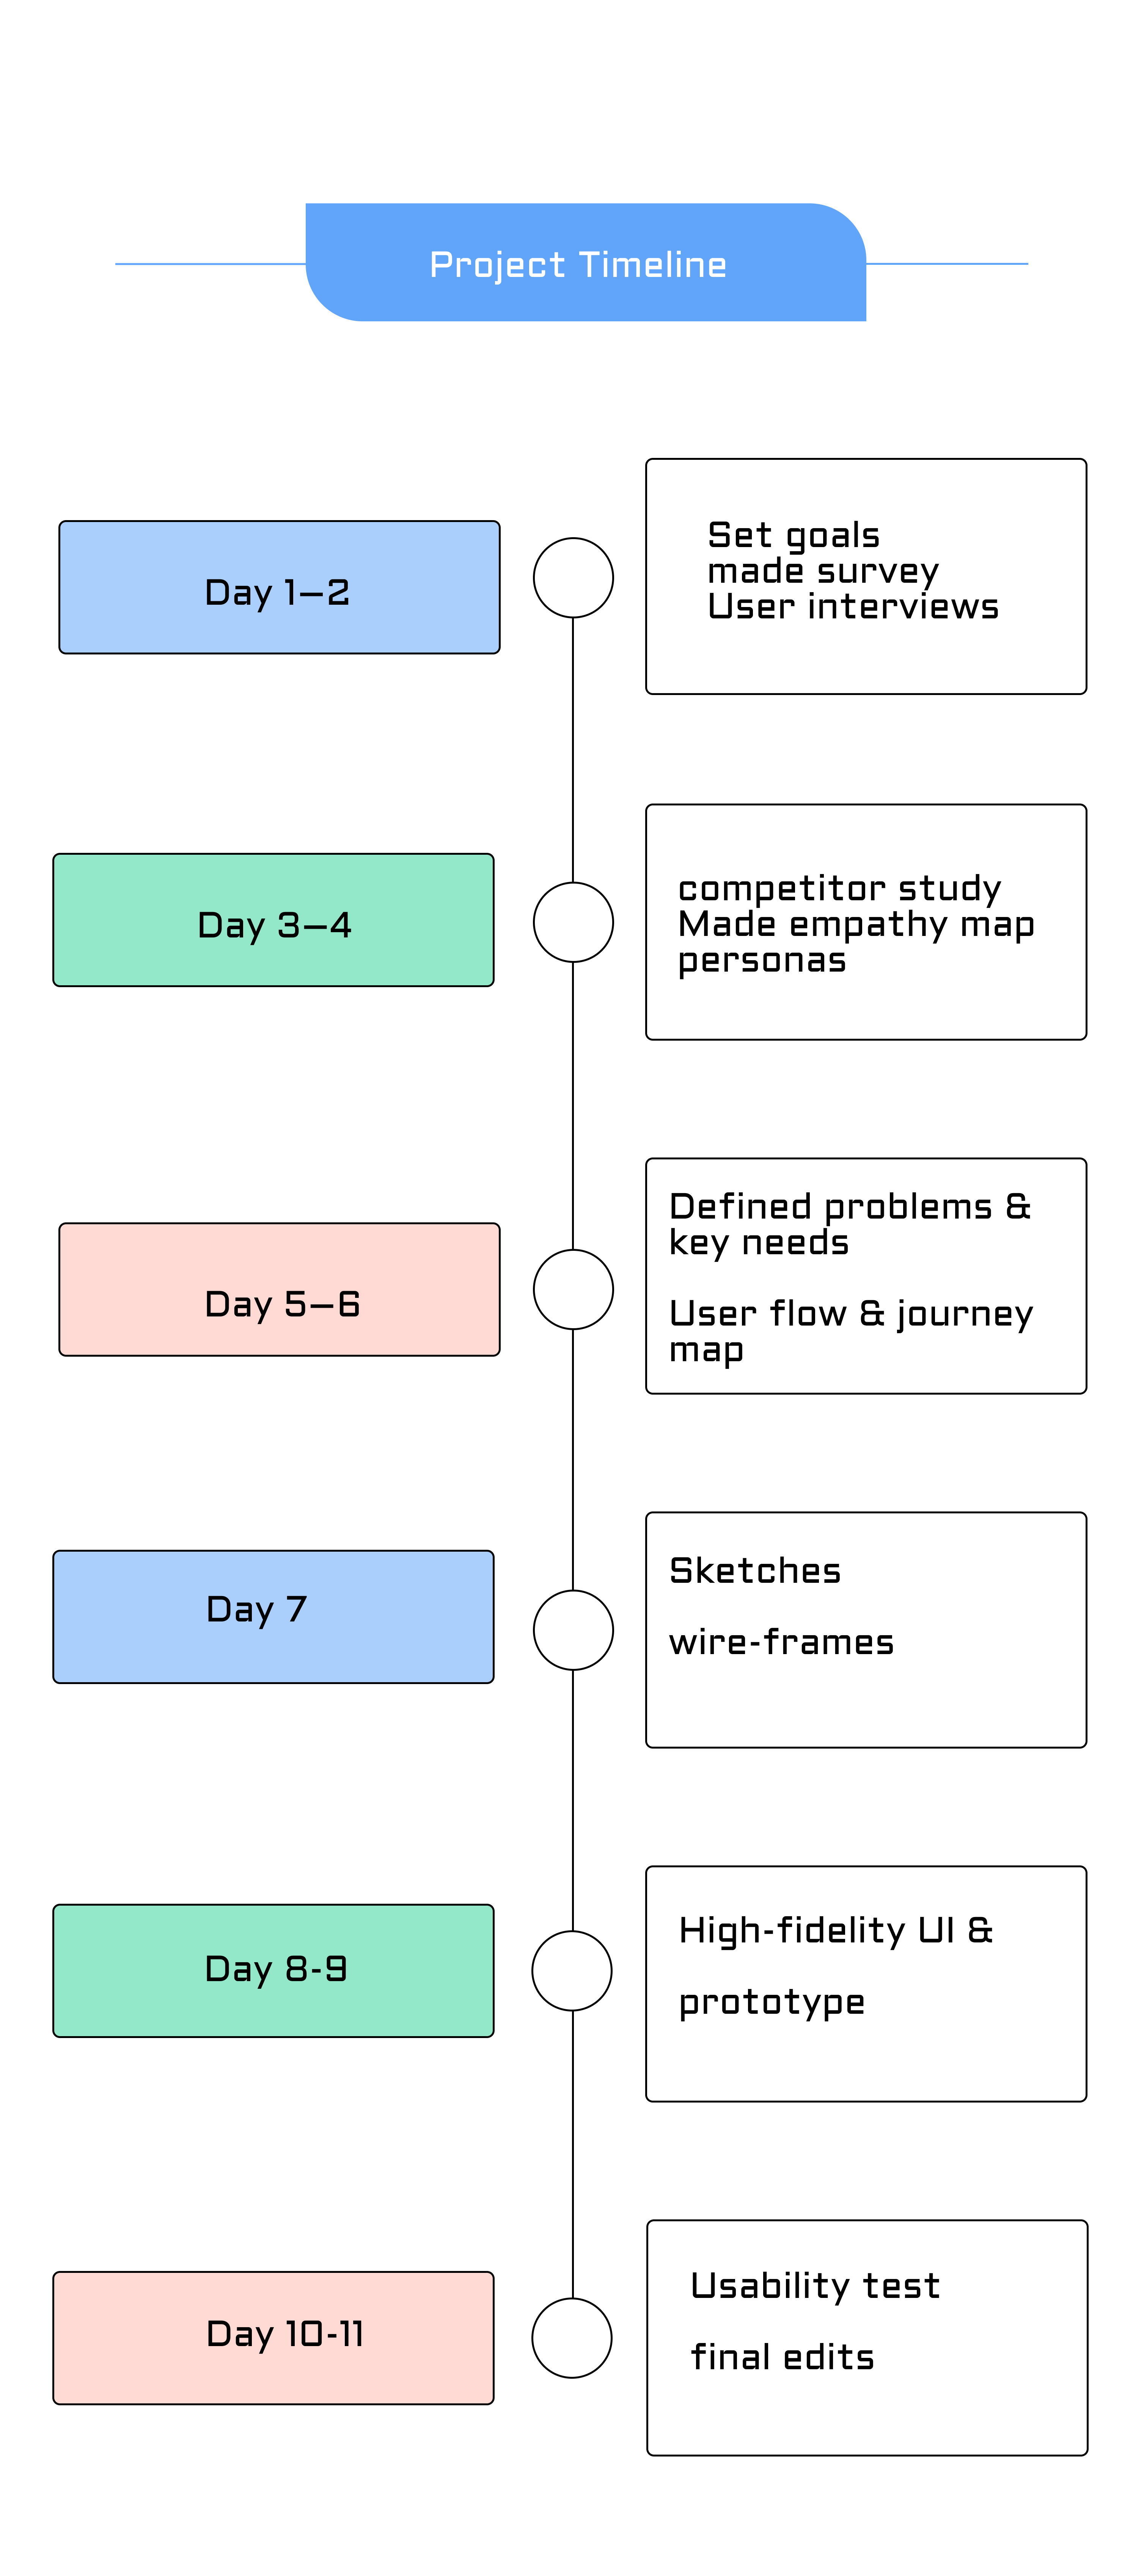 Project Timeline
Day 1–2
Set goals
made survey
User interviews
Day 3–4
competitor study
Made empathy map
personas
Day 5–6
Defined problems &
key needs
User flow & journey
map
Day 7
Sketches
wire-frames
Day 8-9
High-fidelity UI &
prototype
Day 10-11
Usability test
final edits